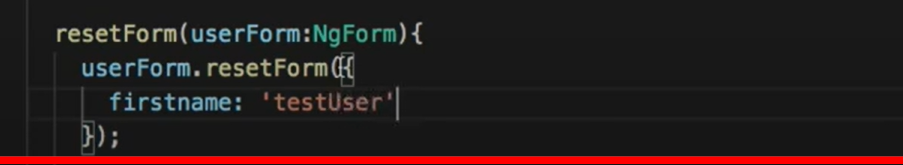 resetForm(userForm:NgForm){
userForm.resetForm({
firstname: 'testUser'
});